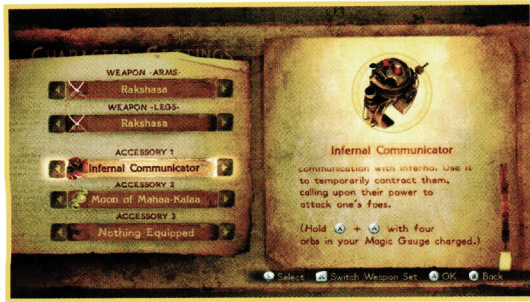 CHARACTER SETTINGS
WEAPON -ARMS-
Rakshasa
WEAPON -LEGS-
Rakshasa
ACCESSORY 1
Infernal Communicator
ACCESSORY 2
Moon of Mahaa-Kalaa
ACCESSORY 3
Nothing Equipped
Infernal Communicator
communication with Use it
to temporarily contract them,
calling upon their power to
attack one's foes.
(Hold + with four
orbs in your Magic Gauge charged.)
Select Switch Weapon Set OK Back